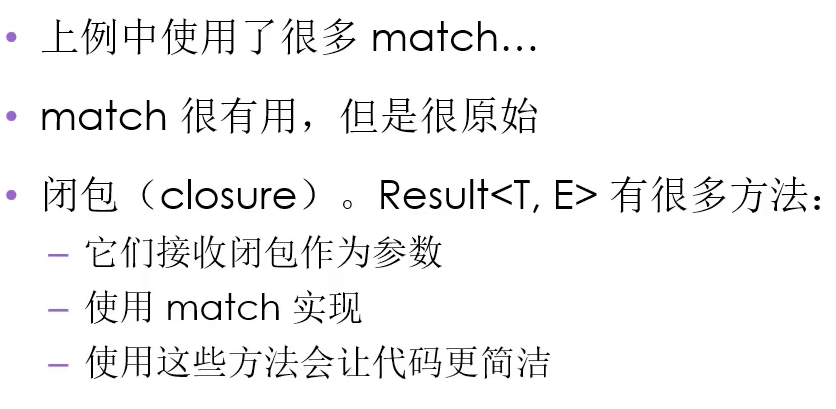 • 上例中使用了很多 match…
• match 很有用，但是很原始
• 闭包（closure）。Result<T, E> 有很多方法：
– 它们接收闭包作为参数
– 使用 match 实现
– 使用这些方法会让代码更简洁